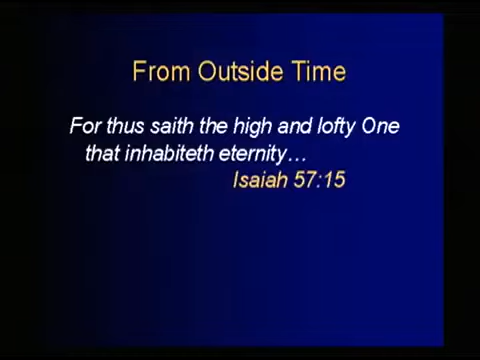 From Outside Time
For thus saith the high and lofty One
that inhabiteth eternity…
Isaiah 57:15